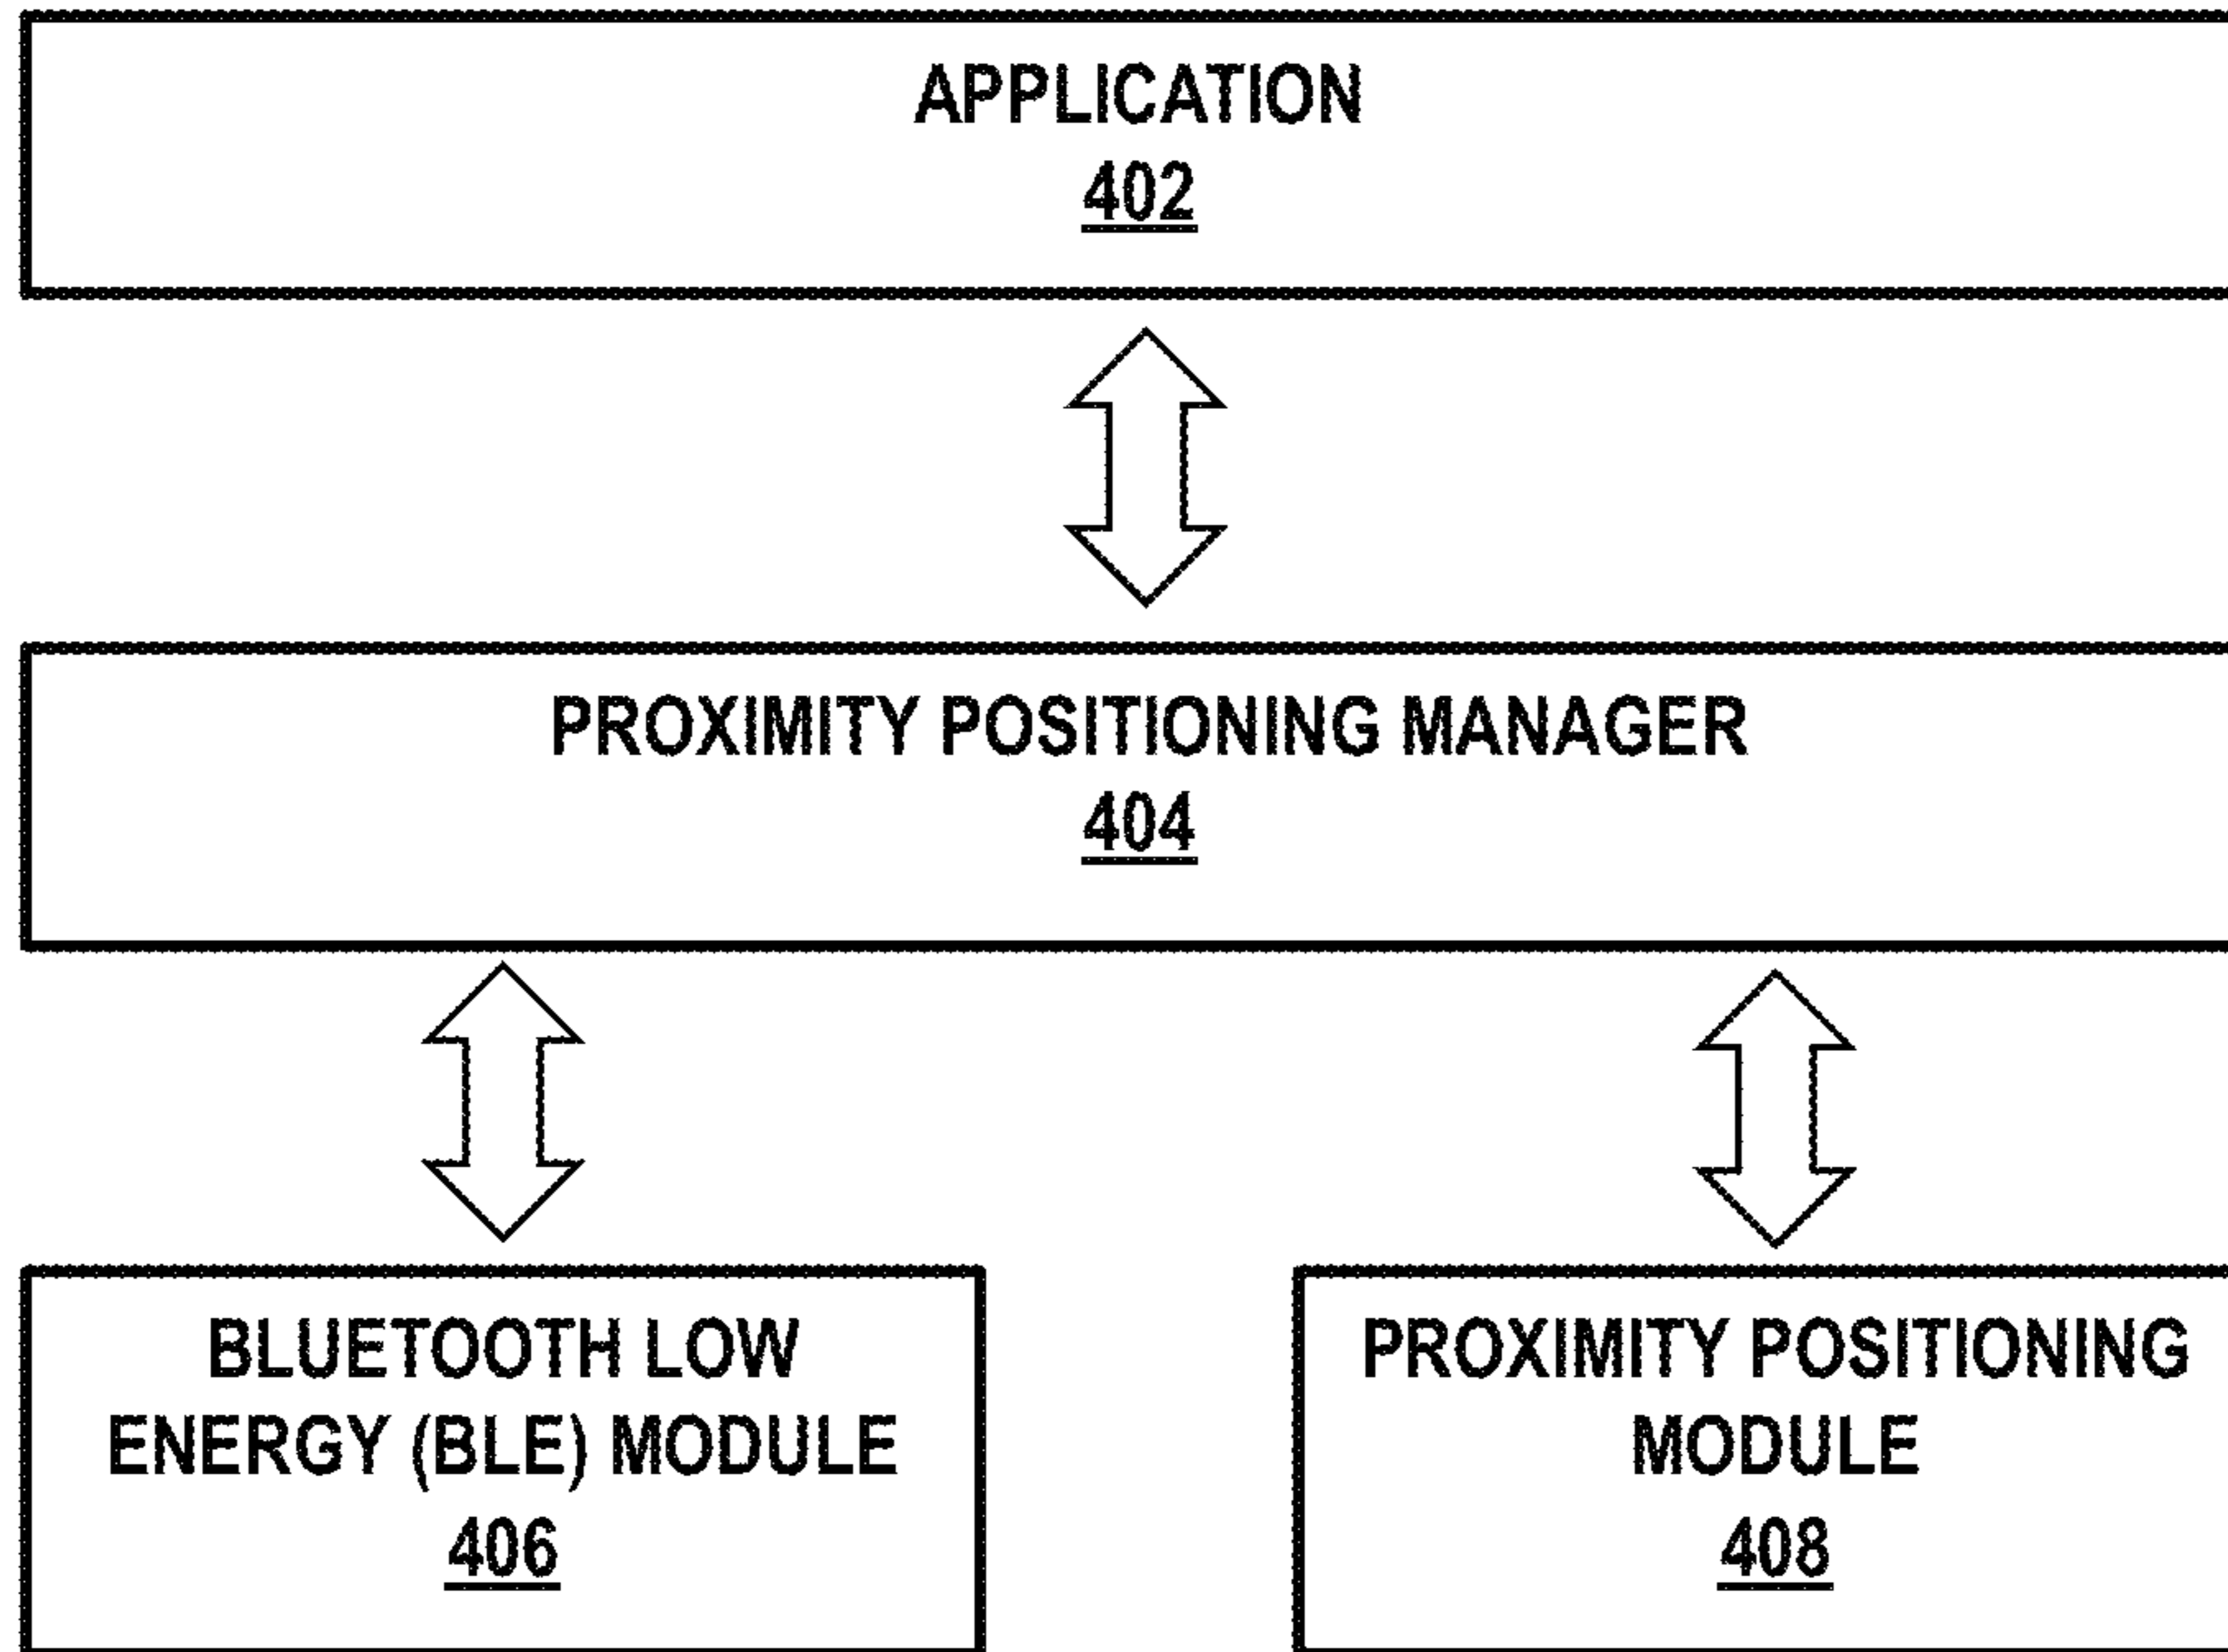 APPLICATION
402
PROXIMITY POSITIONING MANAGER
404
BLUETOOTH LOW
ENERGY (BLE) MODULE
406
PROXIMITY POSITIONING
MODULE
408